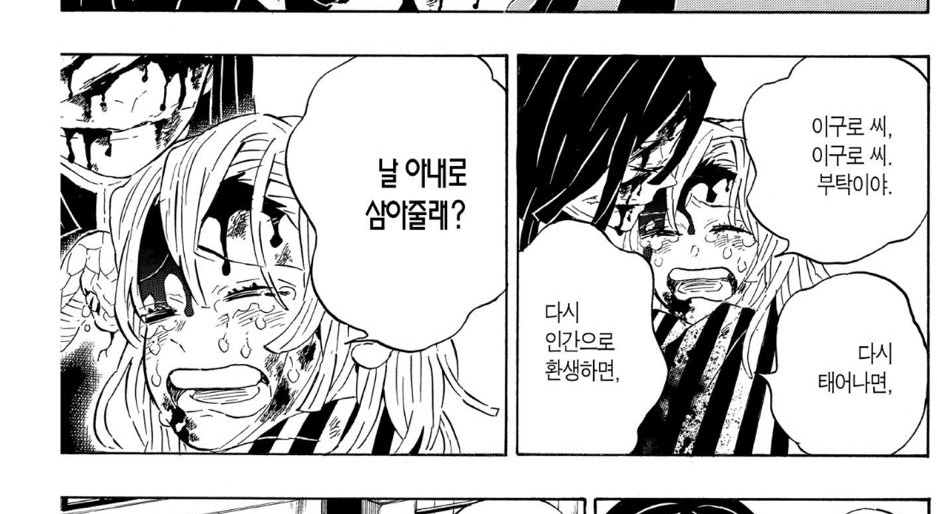 이구로 씨,
이구로 씨.
부탁이야.
다시
태어나면,
다시
인간으로
환생하면,
날 아내로
삼아줄래?